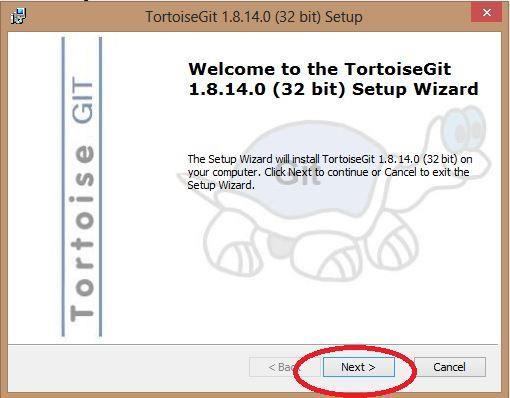 TortoiseGit 1.8.14.0 (32 bit) Setup
Tortoise GIT
Welcome to the TortoiseGit
1.8.14.0 (32 bit) Setup Wizard
The Setup Wizard will install TortoiseGit 1.8.14.0 (32 bit) on
your computer. Click Next to continue or Cancel to exit the
Setup Wizard.
Git
< Back
Next >
Cancel